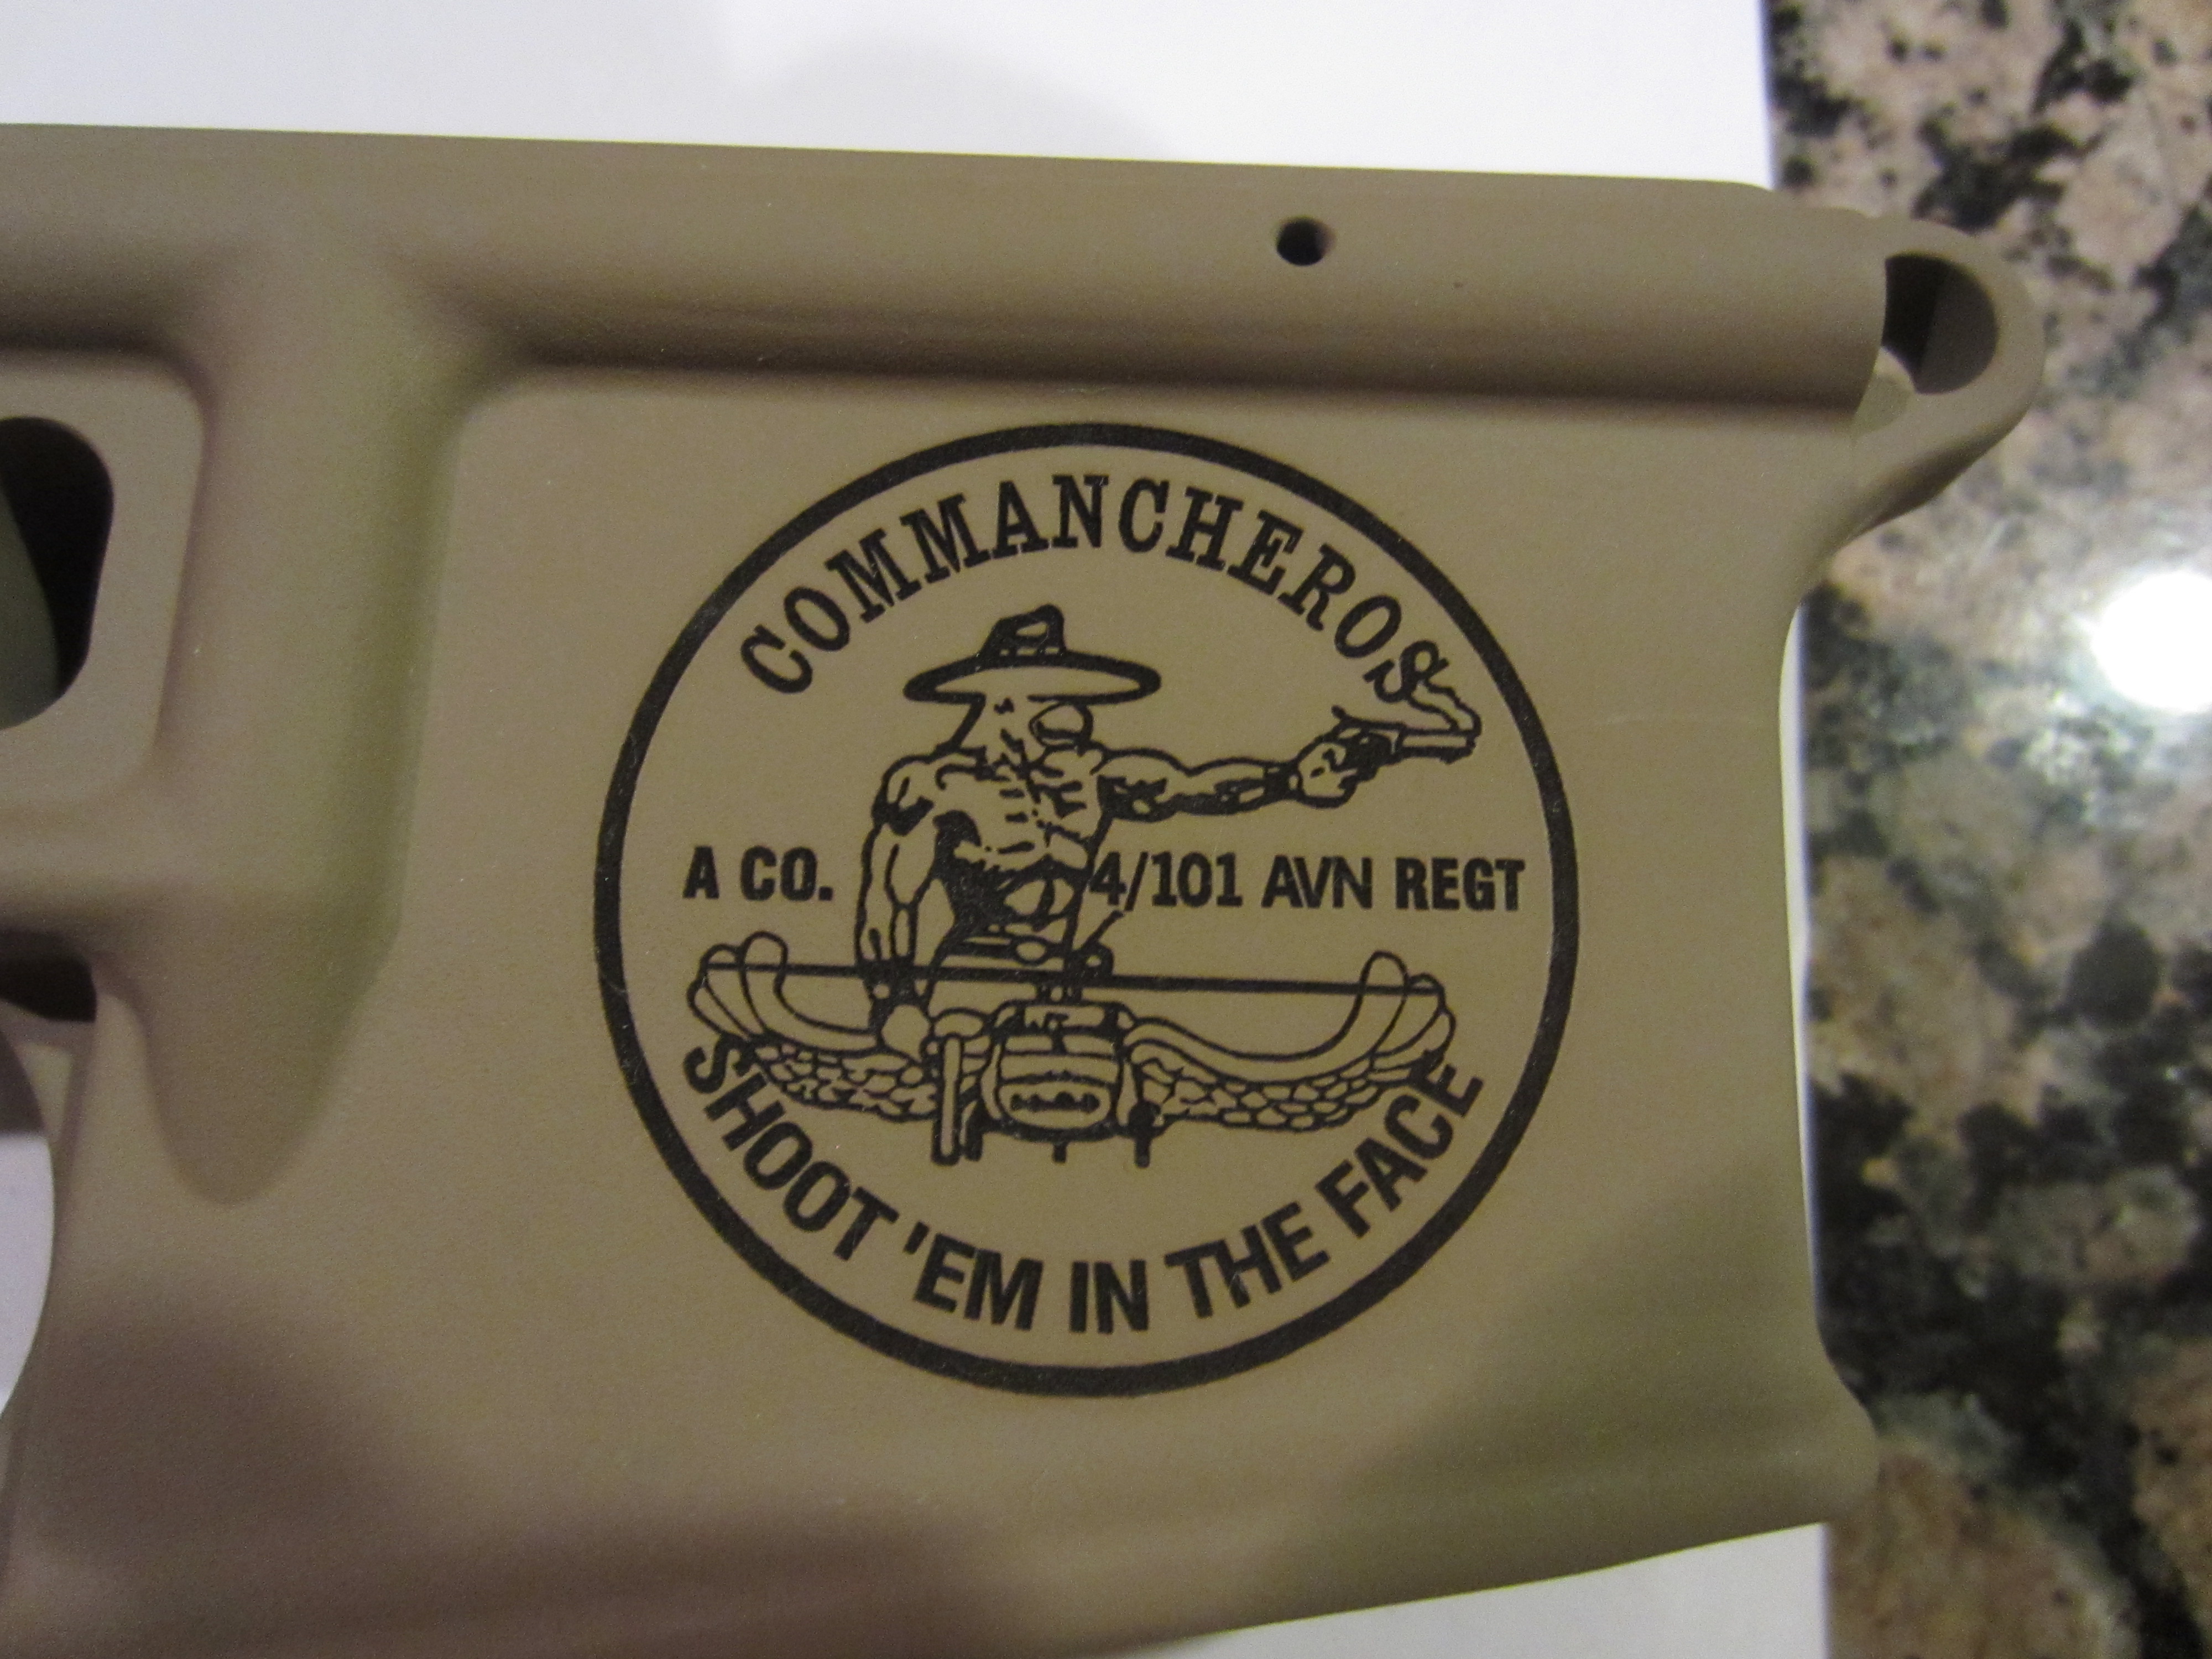 COMMANCHEROS
A CO. 4/101 AVN REGT
SHOOT 'EM IN THE FACE